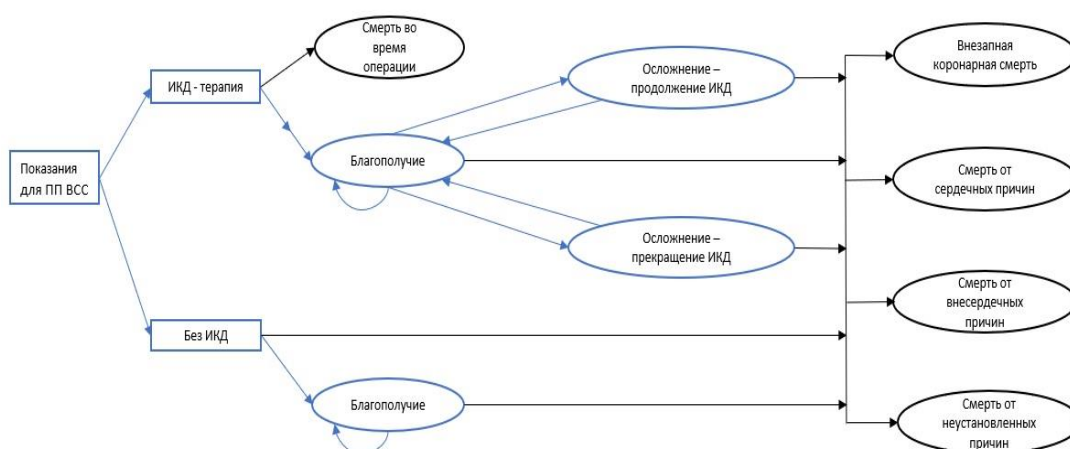 Смерть во
время
операции
Внезапная
коронарная смерть
ИКД - терапия
Осложнение –
продолжение ИКД
Показания
для ПП ВСС
Благополучие
Смерть от
сердечных причин
Осложнение –
прекращение ИКД
Смерть от
внесердечных
причин
Без ИКД
Благополучие
Смерть от
неустановленных
причин